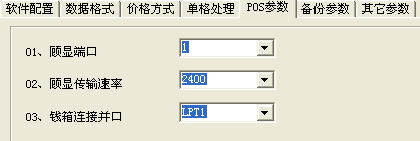 软件配置 数据格式 价格方式 单格处理 POS参数 备份参数 其它参数
01、顾显端口 1
02、顾显传输速率 2400
03、钱箱连接并口 LPT1